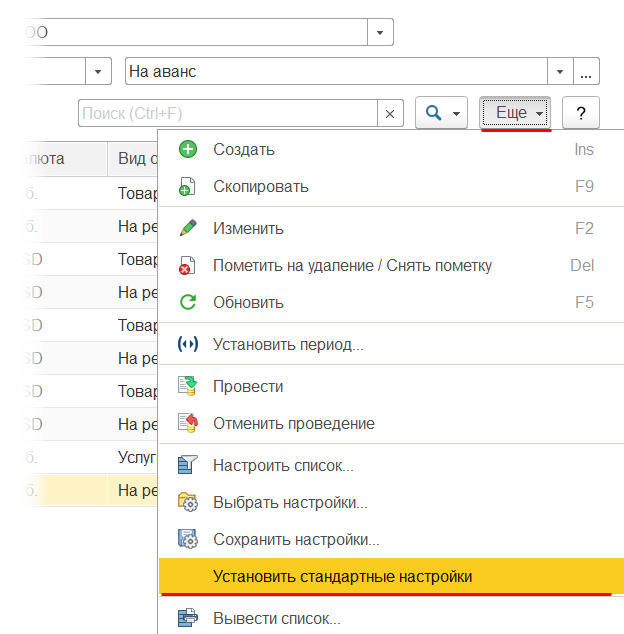 ОО
На аванс ...
Поиск (Ctrl+F) Еще ?
Создать Ins
Скопировать F9
Изменить F2
Пометить на удаление / Снять пометку Del
Обновить F5
Установить период...
Провести
Отменить проведение
Настроить список...
Выбрать настройки...
Сохранить настройки...
Установить стандартные настройки
Вывести список...
люта Вид о
б. Товар
б. На ре
SD Товар
SD На ре
SD Товар
SD На ре
SD Товар
SD На ре
б. Услуг
б. На ре